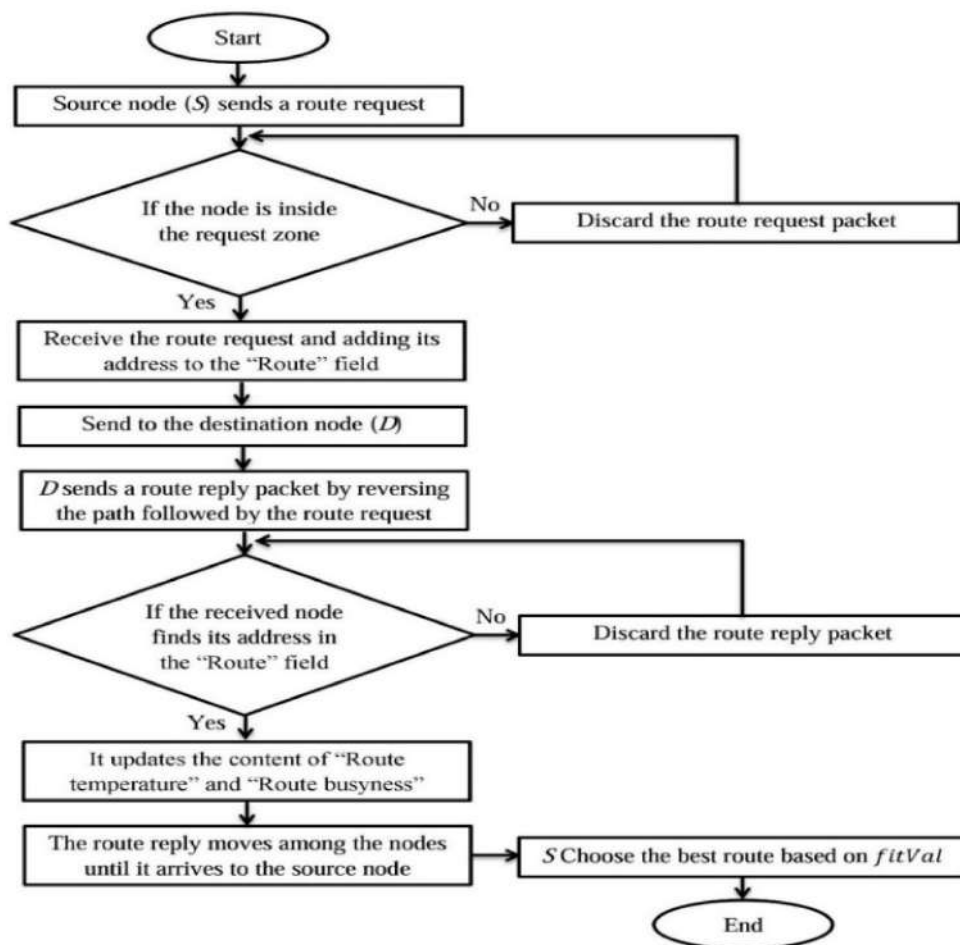 Start
Source node (S) sends a route request
If the node is inside
the request zone
No
Discard the route request packet
Yes
Receive the route request and adding its
address to the “Route” field
Send to the destination node (D)
D sends a route reply packet by reversing
the path followed by the route request
If the received node
finds its address in
the “Route” field
No
Discard the route reply packet
Yes
It updates the content of “Route
temperature” and “Route busyness”
The route reply moves among the nodes
until it arrives to the source node
S Choose the best route based on fitVal
End